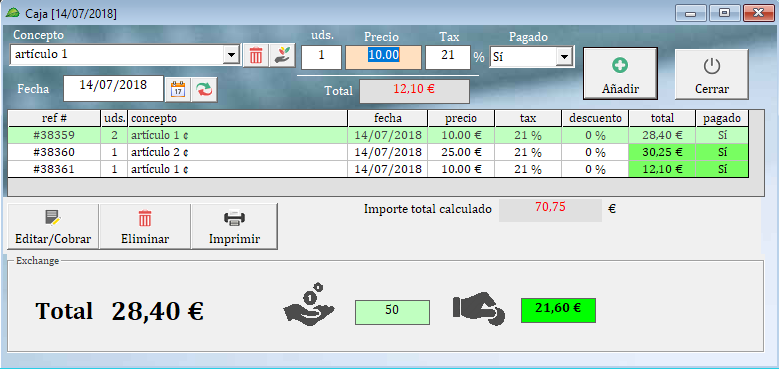 Caja [14/07/2018]
Concepto uds. Precio Tax Pagado
artículo 1 1 10.00 21 % Sí
Fecha 14/07/2018 17 Total 12,10 € Añadir Cerrar
ref # uds. concepto fecha precio tax descuento total pagado
#38359 2 artículo 1 ¢ 14/07/2018 10.00 € 21 % 0 % 28,40 € Sí
#38360 1 artículo 2 ¢ 14/07/2018 25.00 € 21 % 0 % 30,25 € Sí
#38361 1 artículo 1 ¢ 14/07/2018 10.00 € 21 % 0 % 12,10 € Sí
Importe total calculado 70,75 €
Editar/Cobrar Eliminar Imprimir
Exchange
Total 28,40 € 50 21,60 €